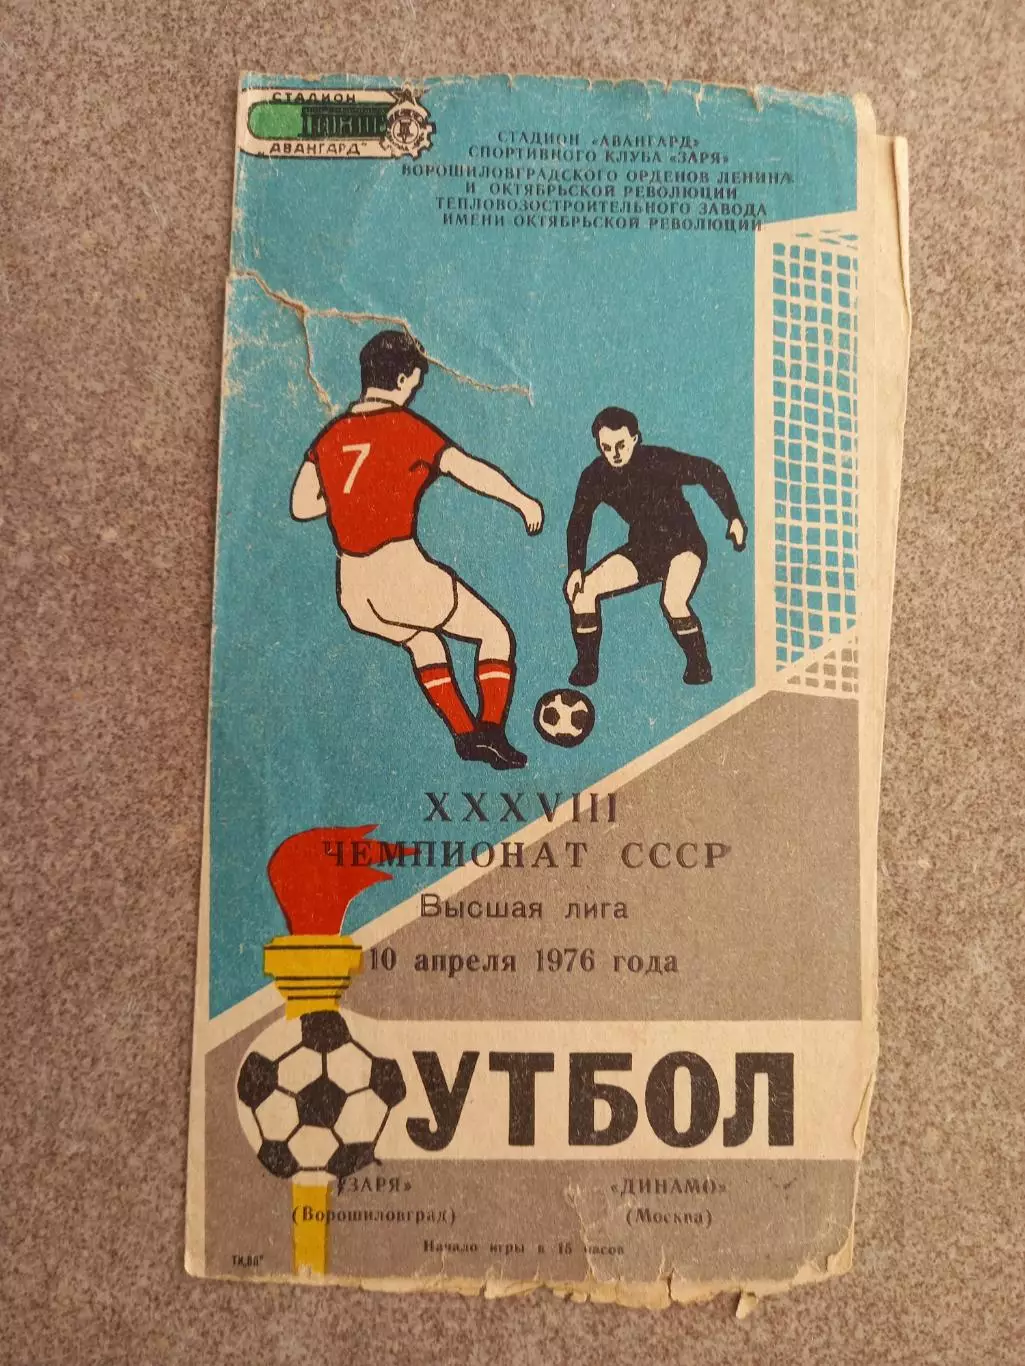 СТАДИОН
"АВАНГАРД"
СТАДИОН «АВАНГАРД»
СПОРТИВНОГО КЛУБА «ЗАРЯ»
ВОРОШИЛОВГРАДСКОГО ОРДЕНОВ ЛЕНИНА
И ОКТЯБРЬСКОЙ РЕВОЛЮЦИИ
ТЕПЛОВОЗОСТРОИТЕЛЬНОГО ЗАВОДА
ИМЕНИ ОКТЯБРЬСКОЙ РЕВОЛЮЦИИ
7
XXXVIII
ЧЕМПИОНАТ СССР
Высшая лига
10 апреля 1976 года
ФУТБОЛ
«ЗАРЯ» «ДИНАМО»
(Ворошиловград) (Москва)
Начало игры в 15 часов